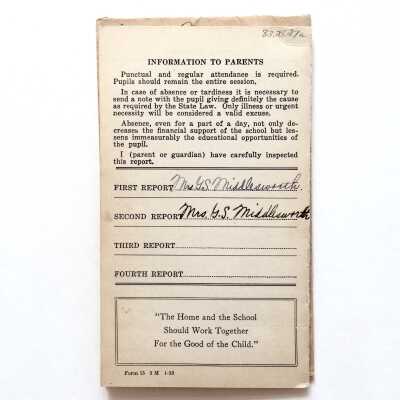 INFORMATION TO PARENTS
Punctual and regular attendance is required.
Pupils should remain the entire session.
In case of absence or tardiness it is necessary to
send a note with the pupil giving definitely the cause
as required by the State Law. Only illness or urgent
necessity will be considered a valid excuse.
Absence, even for a part of a day, not only de-
creases the financial support of the school but les-
sens immeasurably the educational opportunities of
the pupil.
I (parent or guardian) have carefully inspected
this report.
FIRST REPORT Mrs. G.S. Middlesworth.
SECOND REPORT Mrs. G.S. Middlesworth
THIRD REPORT
FOURTH REPORT
"The Home and the School
Should Work Together
For the Good of the Child."
Form 15 2 M 1-33